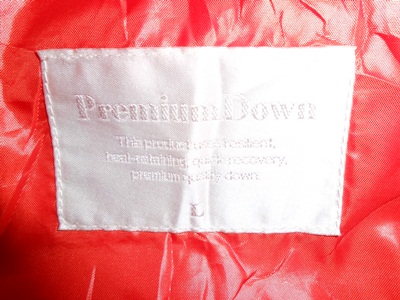 Premium Down
This product uses resilient,
heat-retaining, quick recovery,
premium quality down.
L